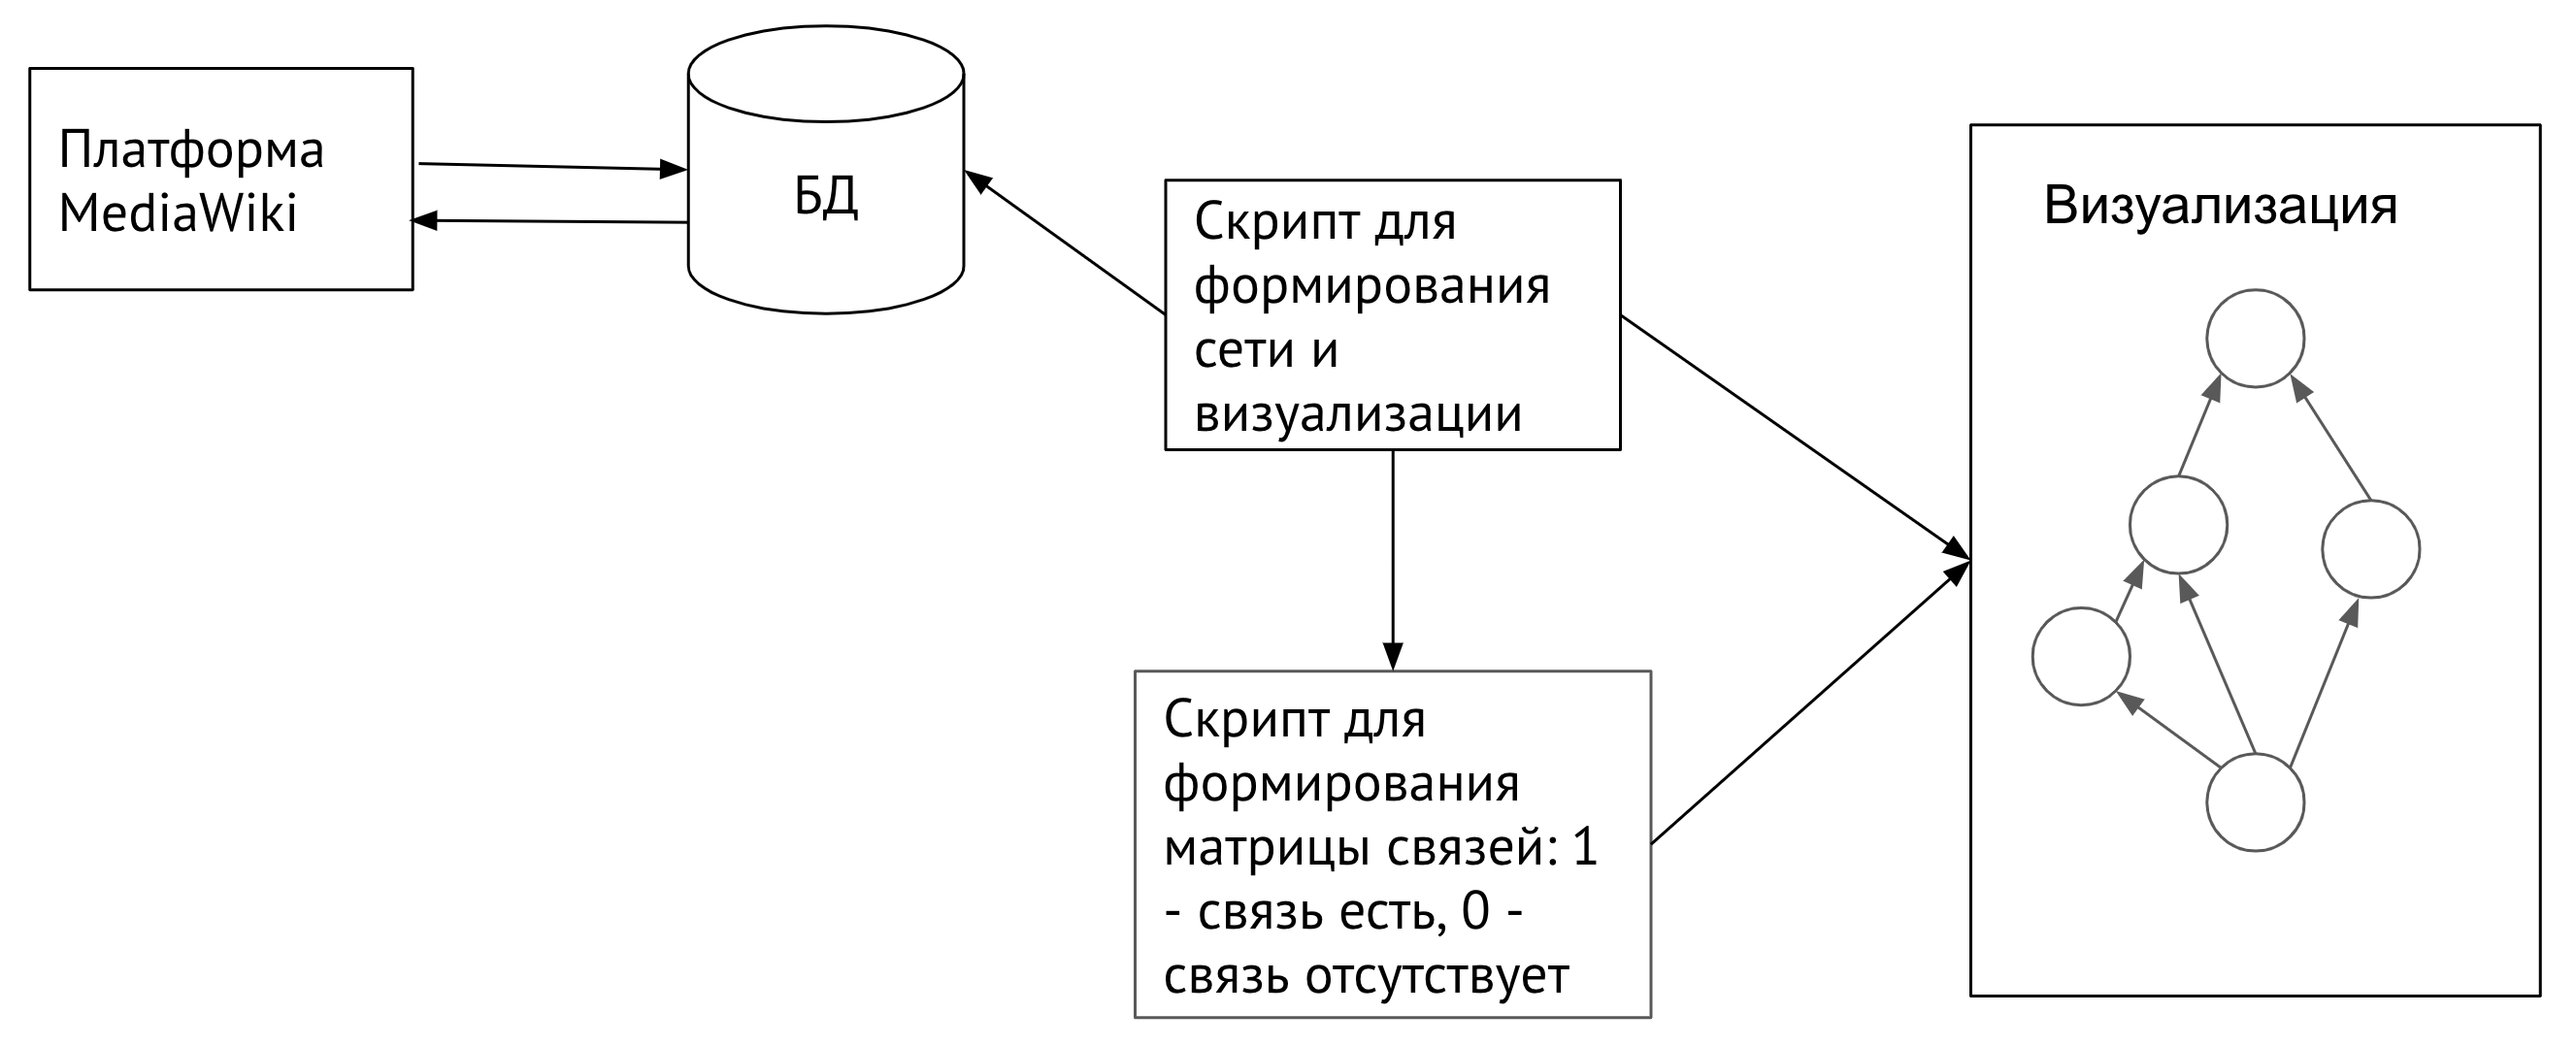 Платформа
MediaWiki
БД
Скрипт для
формирования
сети и
визуализации
Скрипт для
формирования
матрицы связей: 1
- связь есть, 0 -
связь отсутствует
Визуализация